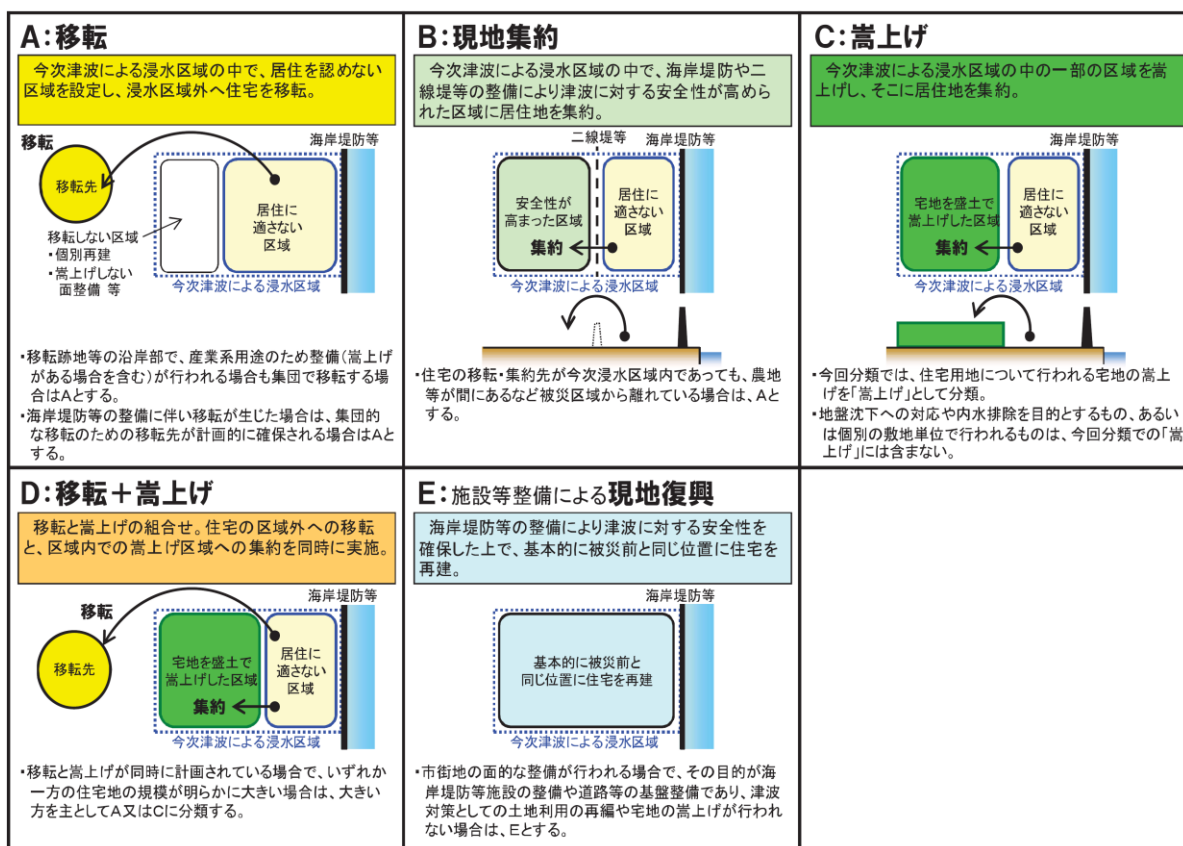 A：移転
今次津波による浸水区域の中で、居住を認めない
区域を設定し、浸水区域外へ住宅を移転。
海岸堤防等
移転
移転先
居住に
適さない
区域
移転しない区域
・個別再建
・嵩上げしない
面整備 等
今次津波による浸水区域
・移転跡地等の沿岸部で、産業系用途のため整備（嵩上げ
がある場合を含む）が行われる場合も集団で移転する場
合はAとする。
・海岸堤防等の整備に伴い移転が生じた場合は、集団的
な移転のための移転先が計画的に確保される場合はAと
する。
B：現地集約
今次津波による浸水区域の中で、海岸堤防や二
線堤等の整備により津波に対する安全性が高めら
れた区域に居住地を集約。
二線堤等
海岸堤防等
安全性が
高まった区域
集約
居住に
適さない
区域
今次津波による浸水区域
・住宅の移転・集約先が今次浸水区域内であっても、農地
等が間にあるなど被災区域から離れている場合は、Aと
する。
C：嵩上げ
今次津波による浸水区域の中の一部の区域を嵩
上げし、そこに居住地を集約。
海岸堤防等
宅地を盛土で
嵩上げした区域
集約
居住に
適さない
区域
今次津波による浸水区域
・今回分類では、住宅用地について行われる宅地の嵩上
げを「嵩上げ」として分類。
・地盤沈下への対応や内水排除を目的とするもの、あるい
は個別の敷地単位で行われるものは、今回分類での「嵩
上げ」には含まない。
D：移転＋嵩上げ
移転と嵩上げの組合せ。住宅の区域外への移転
と、区域内での嵩上げ区域への集約を同時に実施。
海岸堤防等
移転
移転先
宅地を盛土で
嵩上げした区域
集約
居住に
適さない
区域
今次津波による浸水区域
・移転と嵩上げが同時に計画されている場合で、いずれか
一方の住宅地の規模が明らかに大きい場合は、大きい
方を主としてA又はCに分類する。
E：施設等整備による現地復興
海岸堤防等の整備により津波に対する安全性を
確保した上で、基本的に被災前と同じ位置に住宅を
再建。
海岸堤防等
基本的に被災前と
同じ位置に住宅を再建
今次津波による浸水区域
・市街地の面的な整備が行われる場合で、その目的が海
岸堤防等施設の整備や道路等の基盤整備であり、津波
対策としての土地利用の再編や宅地の嵩上げが行われ
ない場合は、Eとする。